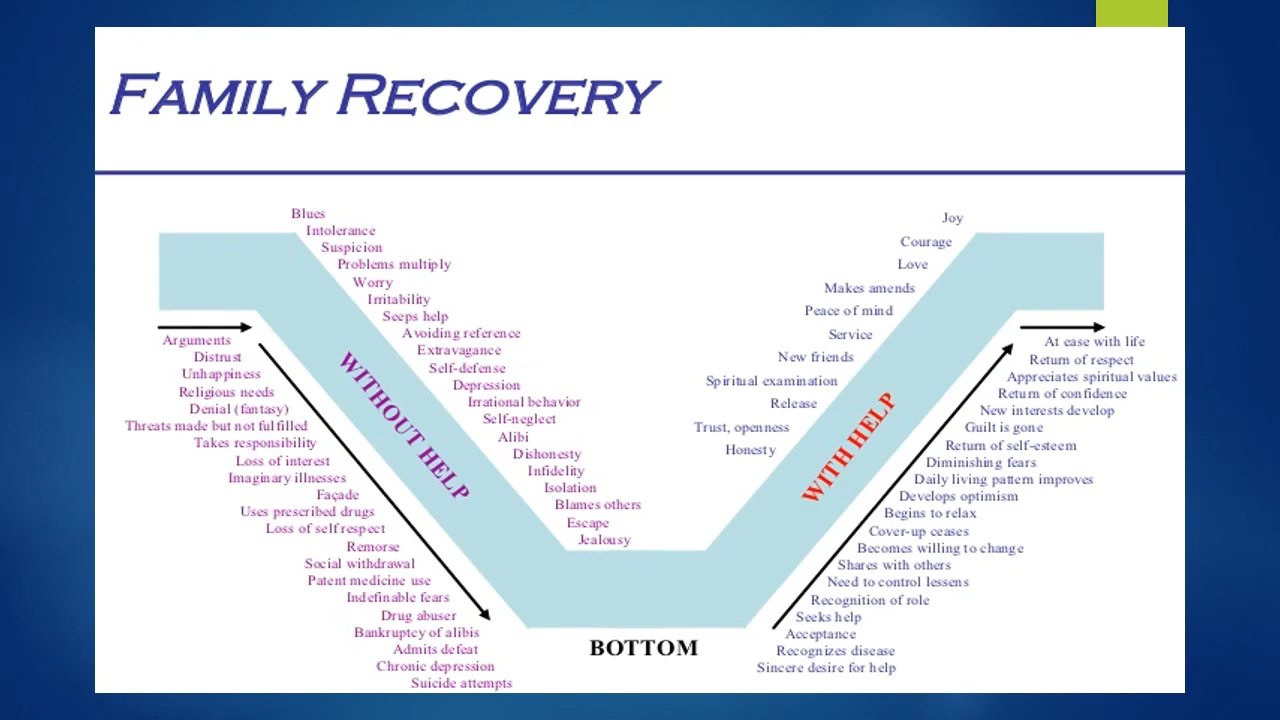 FAMILY RECOVERY
Blues
Intolerance
Suspicion
Problems multiply
Worry
Irritability
Seeps help
Avoiding reference
Extravagance
Self-defense
Depression
Irrational behavior
Self-neglect
Alibi
Dishonesty
Infidelity
Isolation
Blames others
Escape
Jealousy
Arguments
Distrust
Unhappiness
Religious needs
Denial (fantasy)
Threats made but not fulfilled
Takes responsibility
Loss of interest
Imaginary illnesses
Façade
Uses prescribed drugs
Loss of self respect
Remorse
Social withdrawal
Patent medicine use
Indefinable fears
Drug abuser
Bankruptcy of alibis
Admits defeat
Chronic depression
Suicide attempts
WITHOUT HELP
BOTTOM
WITH HELP
Joy
Courage
Love
Makes amends
Peace of mind
Service
New friends
Spiritual examination
Release
Trust, openness
Honesty
At ease with life
Return of respect
Appreciates spiritual values
Return of confidence
New interests develop
Guilt is gone
Return of self-esteem
Diminishing fears
Daily living pattern improves
Develops optimism
Begins to relax
Cover-up ceases
Becomes willing to change
Shares with others
Need to control lessens
Recognition of role
Seeks help
Acceptance
Recognizes disease
Sincere desire for help